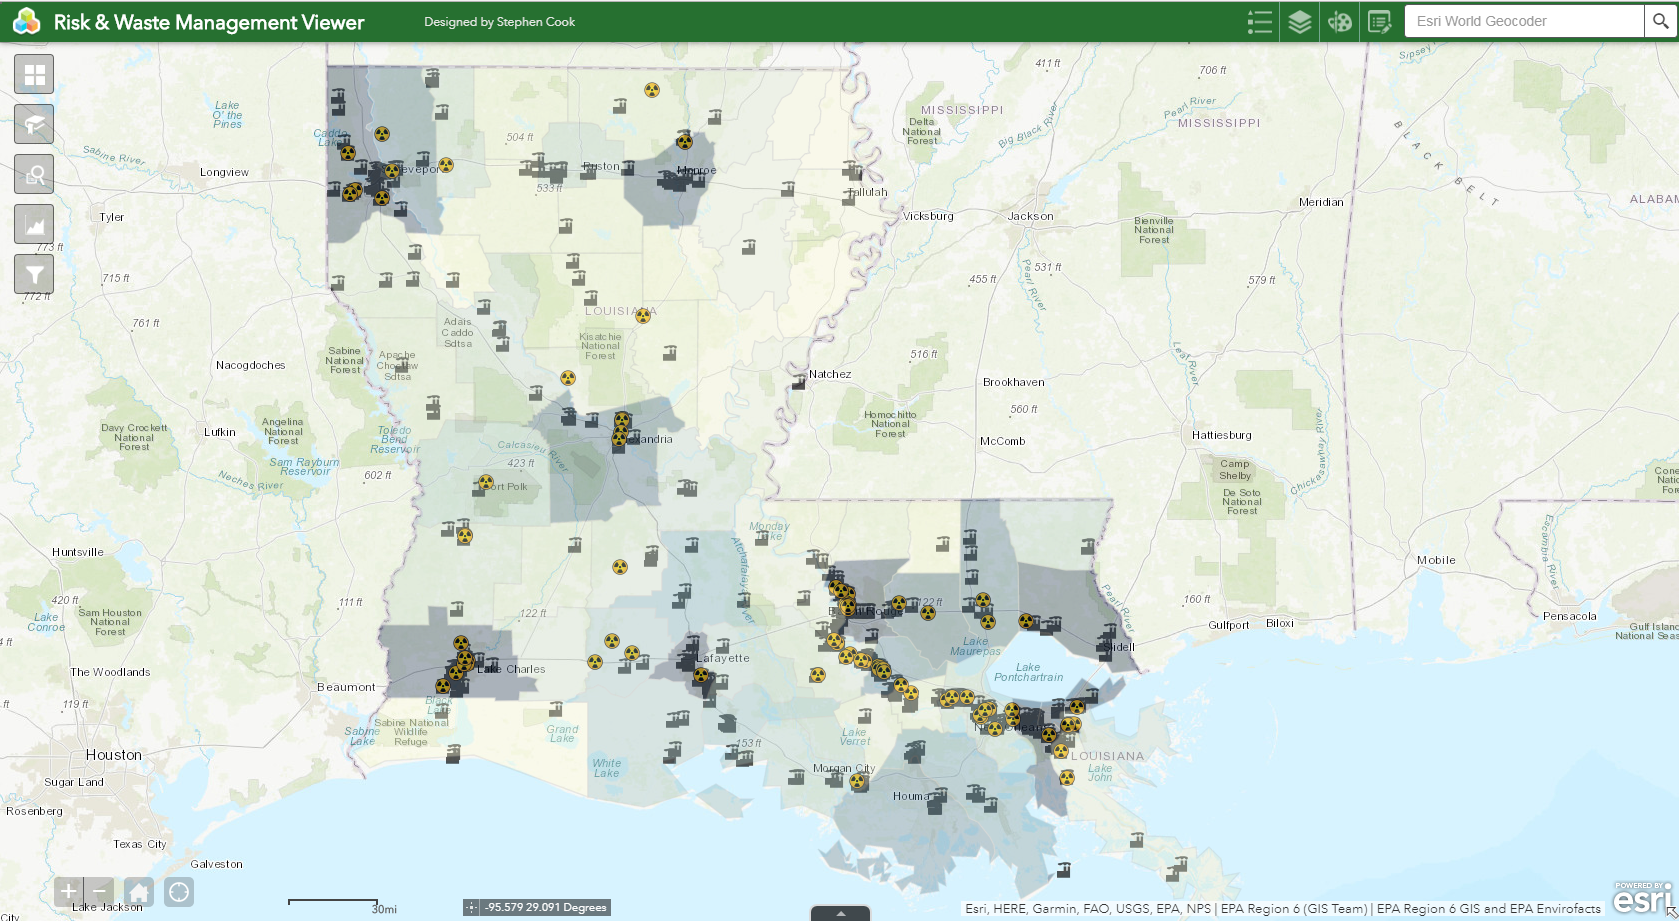 Risk & Waste Management Viewer
Designed by Stephen Cook
Esri World Geocoder
411 ft
Sipsey
706 ft
Lake
O' the
Pines
Caddo
MISSISSIPPI
Pearl River
MISSISSIPPI
Delta
National
Forest
Big Black River
BLACK BELT
504 ft
Sabine River
Longview
Ruston
533 ft
Tallulah
Meridian
ALABAM
Tyler
Vicksburg
Jackson
Bienville
National
Forest
773 ft
715 ft
772 ft
531 ft
455 ft
Pearl River
579 ft
761 ft
LOUISIANA
Adais
Caddo
Sdtsa
Kisatchie
National
Forest
Sabine
National
Forest
Apache
Choctaw
Sdtsa
Nacogdoches
516 ft
Leaf River
Natchez
Brookhaven
560 ft
Homochitto
National
Forest
Davy Crockett
National
Forest
Lufkin
Angelina
National
Forest
Toledo
Bend
Reservoir
Calcasieu River
McComb
Hattiesburg
Chickasawhay River
Sam Rayburn
Reservoir
Neches River
602 ft
423 ft
Camp
Shelby
De Soto
National
Forest
Cone
Nati
For
Monday
Lake
Atchafalaya River
Escambia River
Huntsville
Mobile
420 ft
Lake
Conroe
Sam Houston
National
Forest
111 ft
122 ft
122 ft
Pearl River
160 ft
Gulfport
Biloxi
Pensacola
Gulf Island
National Seas
4 ft
Lake
Maurepas
Slidell
The Woodlands
Lake Charles
Lafayette
Lake
Pontchartrain
Beaumont
119 ft
Sabine
Lake
Sabine National
Wildlife
Refuge
Black
Grand
Lake
Lake
Verret
153 ft
LOUISIANA
Lake
John
Houston
White
Lake
Morgan City
Sugar Land
Rosenberg
Houma
Texas City
Galveston
Lake Jackson
City
30mi
-95.579 29.091 Degrees
Esri, HERE, Garmin, FAO, USGS, EPA, NPS | EPA Region 6 (GIS Team) | EPA Region 6 GIS and EPA Envirofacts
POWERED BY
esri